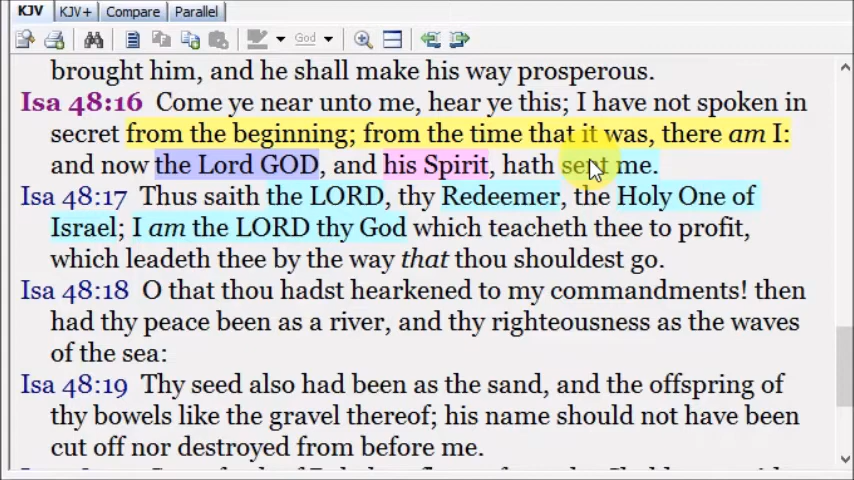 KJV KJV+ Compare Parallel
God
brought him, and he shall make his way prosperous.
Isa 48:16 Come ye near unto me, hear ye this; I have not spoken in
secret from the beginning; from the time that it was, there am I:
and now the Lord GOD, and his Spirit, hath sent me.
Isa 48:17 Thus saith the LORD, thy Redeemer, the Holy One of
Israel; I am the LORD thy God which teacheth thee to profit,
which leadeth thee by the way that thou shouldest go.
Isa 48:18 O that thou hadst hearkened to my commandments! then
had thy peace been as a river, and thy righteousness as the waves
of the sea:
Isa 48:19 Thy seed also had been as the sand, and the offspring of
thy bowels like the gravel thereof; his name should not have been
cut off nor destroyed from before me.